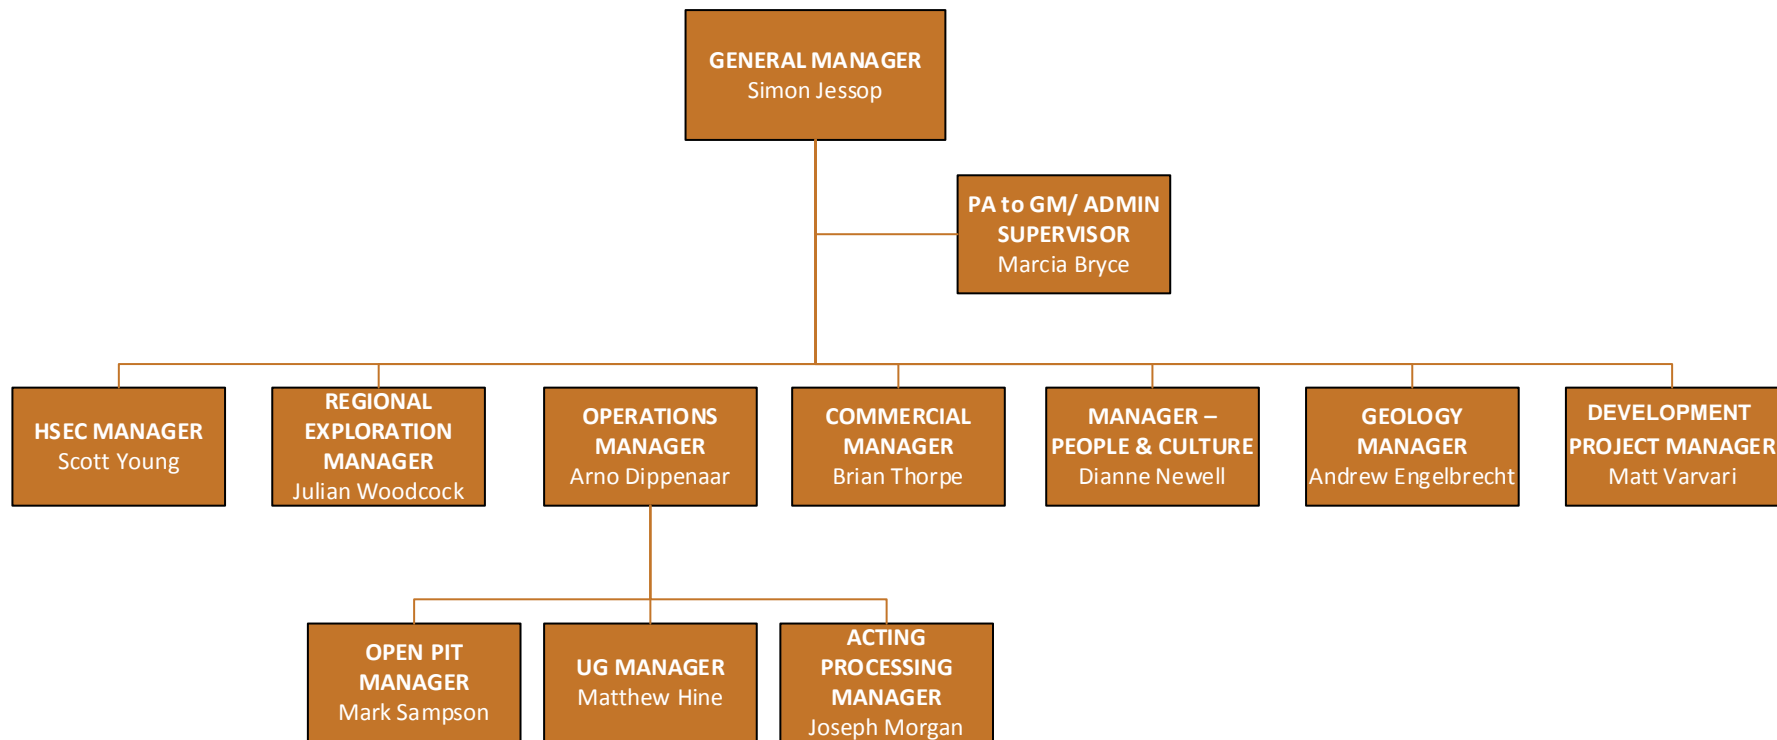 GENERAL MANAGER
Simon Jessop
PA to GM/ ADMIN
SUPERVISOR
Marcia Bryce
HSEC MANAGER
Scott Young
REGIONAL
EXPLORATION
MANAGER
Julian Woodcock
OPERATIONS
MANAGER
Arno Dippenaar
COMMERCIAL
MANAGER
Brian Thorpe
MANAGER –
PEOPLE & CULTURE
Dianne Newell
GEOLOGY
MANAGER
Andrew Engelbrecht
DEVELOPMENT
PROJECT MANAGER
Matt Varvari
OPEN PIT
MANAGER
Mark Sampson
UG MANAGER
Matthew Hine
ACTING
PROCESSING
MANAGER
Joseph Morgan